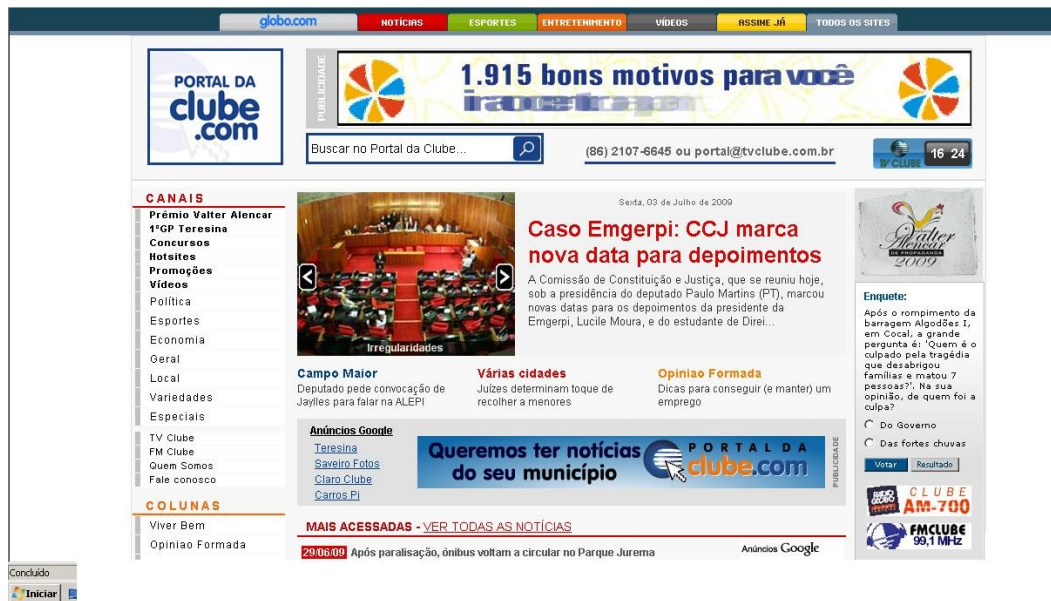 globo.com NOTÍCIAS ESPORTES ENTRETENIMENTO VÍDEOS ASSINE JÁ TODOS OS SITES
PORTAL DA
clube
.com
PUBLICIDADE
1.915 bons motivos para você
Buscar no Portal da Clube...
(86) 2107-6645 ou portal@tvclube.com.br
TV CLUBE
16 24
CANAIS
Prêmio Valter Alencar
1ºGP Teresina
Concursos
Hotsites
Promoções
Vídeos
Política
Esportes
Economia
Geral
Local
Variedades
Especiais
TV Clube
FM Clube
Quem Somos
Fale conosco
COLUNAS
Viver Bem
Opiniao Formada
Irregularidades
Sexta, 03 de Julho de 2009
Caso Emgerpi: CCJ marca
nova data para depoimentos
A Comissão de Constituição e Justiça, que se reuniu hoje,
sob a presidência do deputado Paulo Martins (PT), marcou
novas datas para os depoimentos da presidente da
Emgerpi, Lucile Moura, e do estudante de Direi...
Campo Maior
Deputado pede convocação de
Jaylles para falar na ALEPI
Várias cidades
Juízes determinam toque de
recolher a menores
Opiniao Formada
Dicas para conseguir (e manter) um
emprego
Anúncios Google
Teresina
Saveiro Fotos
Claro Clube
Carros Pi
Queremos ter notícias
do seu município
PORTAL DA
clube.com
PUBLICIDADE
MAIS ACESSADAS - VER TODAS AS NOTÍCIAS
29/06/09 Após paralisação, ônibus voltam a circular no Parque Jurema
Anúncios Google
Valter
Alencar
DE PROPAGANDA
2009
Enquete:
Após o rompimento da
barragem Algodões I,
em Cocal, a grande
pergunta é: 'Quem é o
culpado pela tragédia
que desabrigou
famílias e matou 7
pessoas?'. Na sua
opinião, de quem foi a
culpa?
Do Governo
Das fortes chuvas
Votar Resultado
CLUBE
AM-700
FMCLUBE
99,1 MHz
Concluído
Iniciar